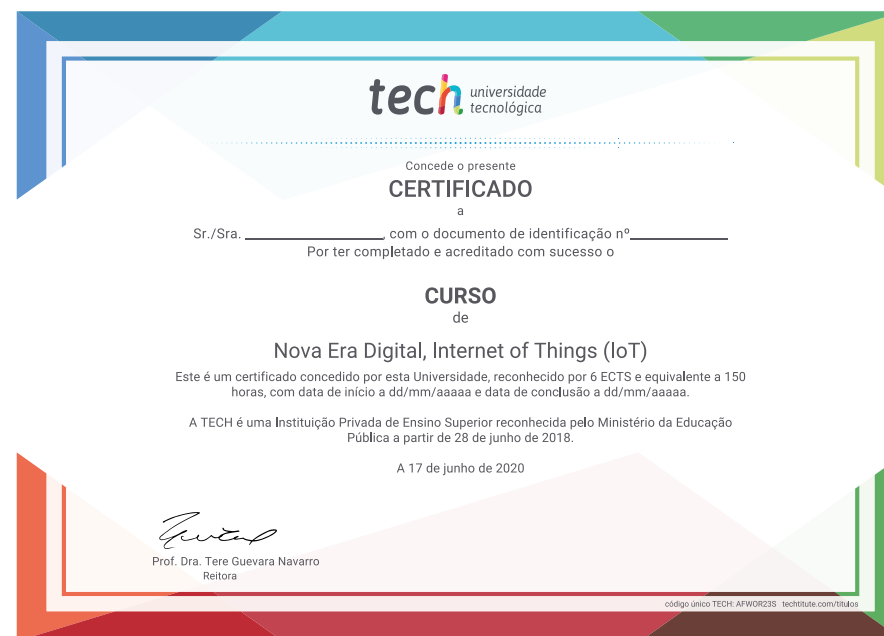 tech universidade
tecnológica
Concede o presente
CERTIFICADO
a
Sr./Sra. ____________________, com o documento de identificação nº______________
Por ter completado e acreditado com sucesso o
CURSO
de
Nova Era Digital, Internet of Things (IoT)
Este é um certificado concedido por esta Universidade, reconhecido por 6 ECTS e equivalente a 150
horas, com data de início a dd/mm/aaaaa e data de conclusão a dd/mm/aaaaa.
A TECH é uma Instituição Privada de Ensino Superior reconhecida pelo Ministério da Educação
Pública a partir de 28 de junho de 2018.
A 17 de junho de 2020
Prof. Dra. Tere Guevara Navarro
Reitora
código único TECH: AFWOR23S techtitute.com/títulos